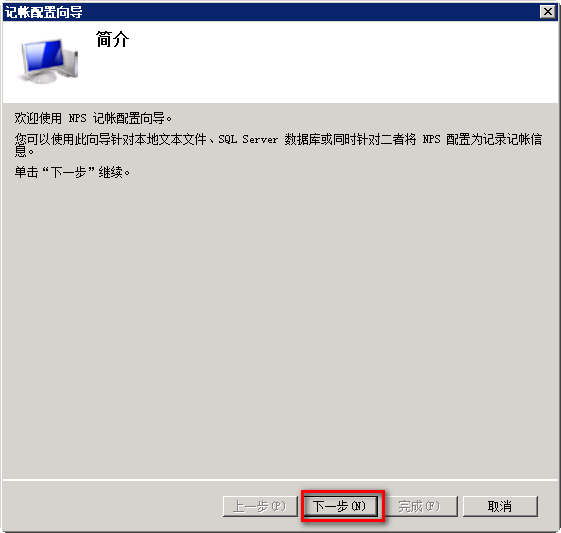 记帐配置向导
简介
欢迎使用 NPS 记帐配置向导。
您可以使用此向导针对本地文本文件、SQL Server 数据库或同时针对二者将 NPS 配置为记录记帐信
息。
单击“下一步”继续。
上一步(P) 下一步(N) 完成(F) 取消